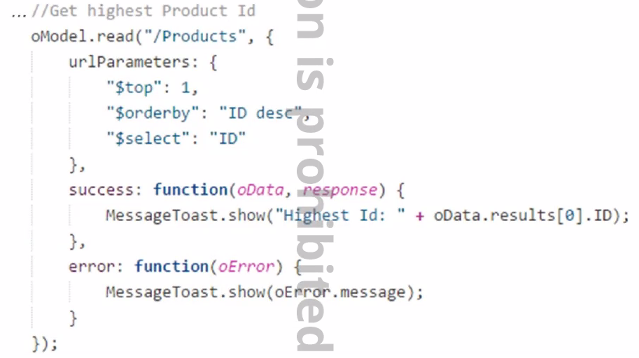 ...//Get highest Product Id
oModel.read("/Products", {
urlParameters: {
"$top": 1,
"$orderby": "ID desc",
"$select": "ID"
},
success: function(oData, response) {
MessageToast.show("Highest Id: " + oData.results[0].ID);
},
error: function(oError) {
MessageToast.show(oError.message);
}
});
on is prohibited